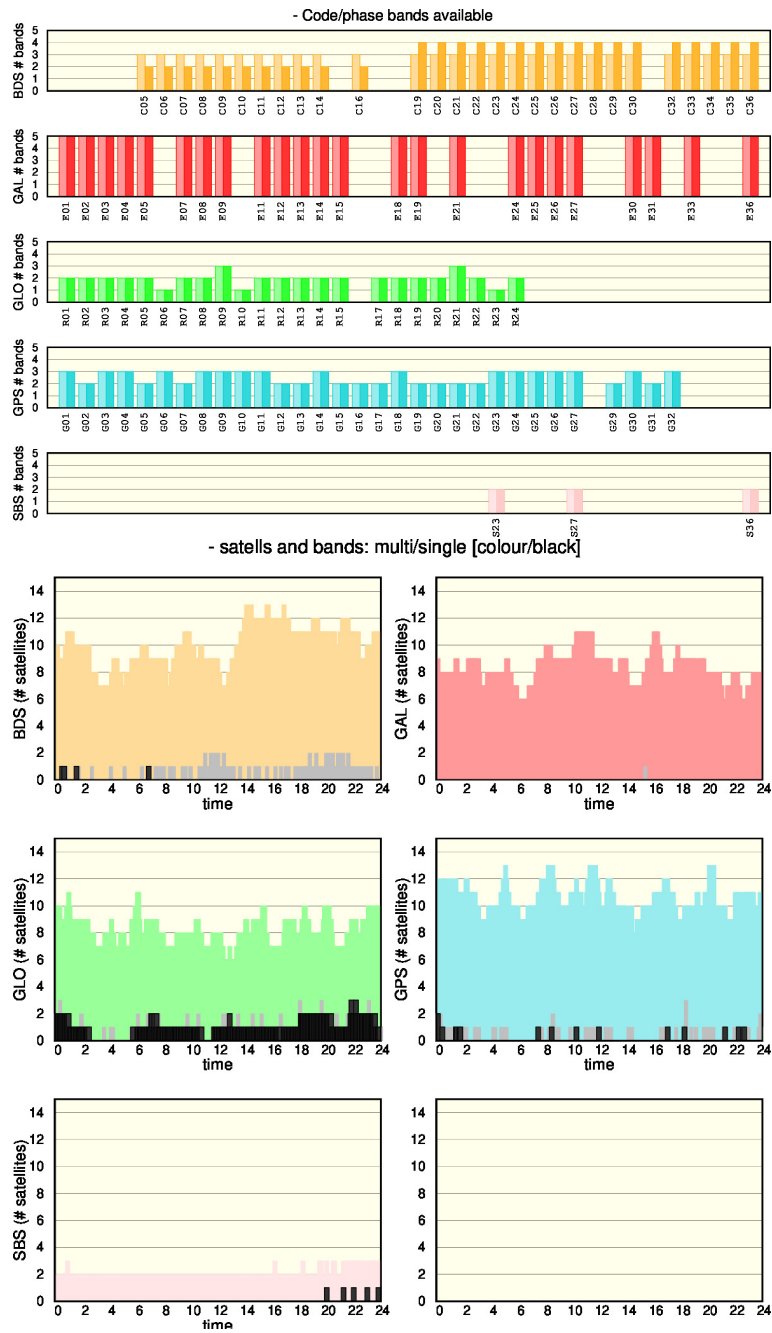 - Code/phase bands available
BDS # bands
5
4
3
2
1
0
C05 C06 C07 C08 C09 C10 C11 C12 C13 C14 C16 C19 C20 C21 C22 C23 C24 C25 C26 C27 C28 C29 C30 C32 C33 C34 C35 C36
GAL # bands
5
4
3
2
1
0
E01 E02 E03 E04 E05 E07 E08 E09 E11 E12 E13 E14 E15 E18 E19 E21 E24 E25 E26 E27 E30 E31 E33 E36
GLO # bands
5
4
3
2
1
0
R01 R02 R03 R04 R05 R06 R07 R08 R09 R10 R11 R12 R13 R14 R15 R17 R18 R19 R20 R21 R22 R23 R24
GPS # bands
5
4
3
2
1
0
G01 G02 G03 G04 G05 G06 G07 G08 G09 G10 G11 G12 G13 G14 G15 G16 G17 G18 G19 G20 G21 G22 G23 G24 G25 G26 G27 G29 G30 G31 G32
SBS # bands
5
4
3
2
1
0
S23 S27 S36
- satells and bands: multi/single [colour/black]
BDS (# satellites)
14
12
10
8
6
4
2
0
0 2 4 6 8 10 12 14 16 18 20 22 24
time
GAL (# satellites)
14
12
10
8
6
4
2
0
0 2 4 6 8 10 12 14 16 18 20 22 24
time
GLO (# satellites)
14
12
10
8
6
4
2
0
0 2 4 6 8 10 12 14 16 18 20 22 24
time
GPS (# satellites)
14
12
10
8
6
4
2
0
0 2 4 6 8 10 12 14 16 18 20 22 24
time
SBS (# satellites)
14
12
10
8
6
4
2
0
0 2 4 6 8 10 12 14 16 18 20 22 24
time
14
12
10
8
6
4
2
0
0 2 4 6 8 10 12 14 16 18 20 22 24